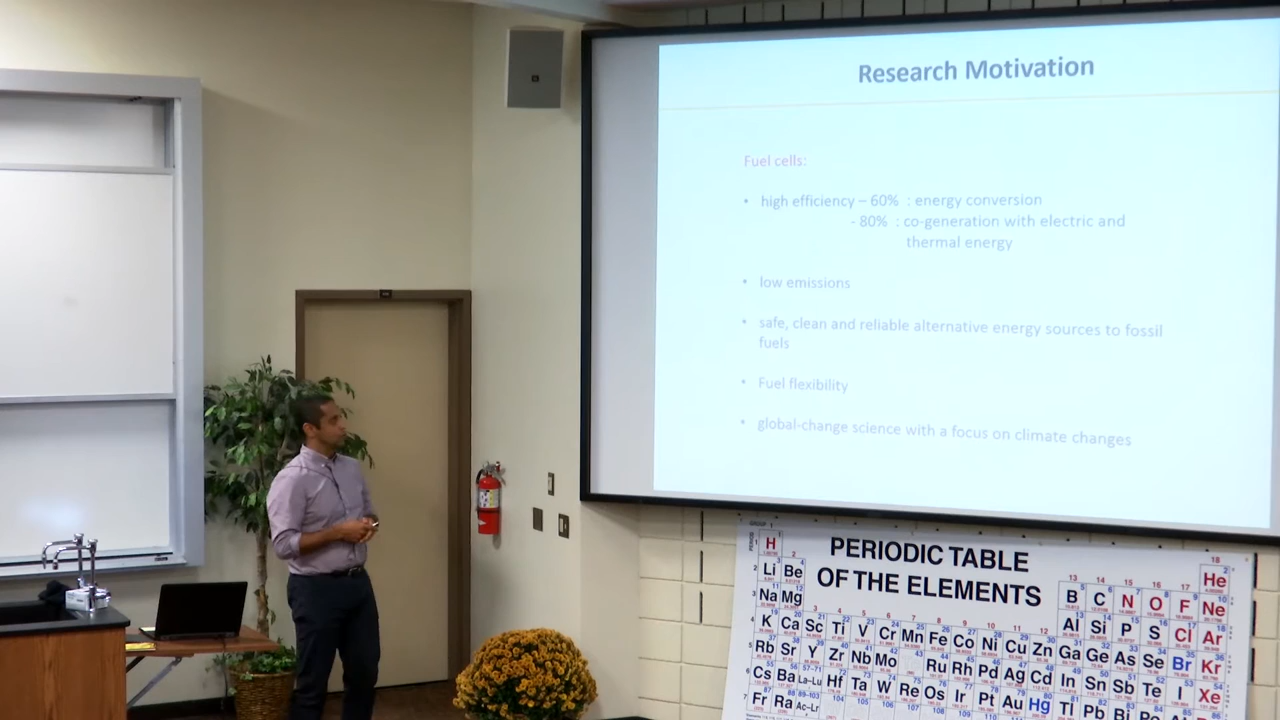 Research Motivation
Fuel cells:
• high efficiency – 60% : energy conversion
- 80% : co-generation with electric and
thermal energy
• low emissions
• safe, clean and reliable alternative energy sources to fossil
fuels
• Fuel flexibility
• global-change science with a focus on climate changes
PERIODIC TABLE
OF THE ELEMENTS
H He
Li Be B C N O F Ne
Na Mg Al Si P S Cl Ar
K Ca Sc Ti V Cr Mn Fe Co Ni Cu Zn Ga Ge As Se Br Kr
Rb Sr Y Zr Nb Mo Ru Rh Pd Ag Cd In Sn Sb Te I Xe
Cs Ba La-Lu Hf Ta W Re Os Ir Pt Au Hg Tl Pb Bi
Fr Ra Ac-Lr